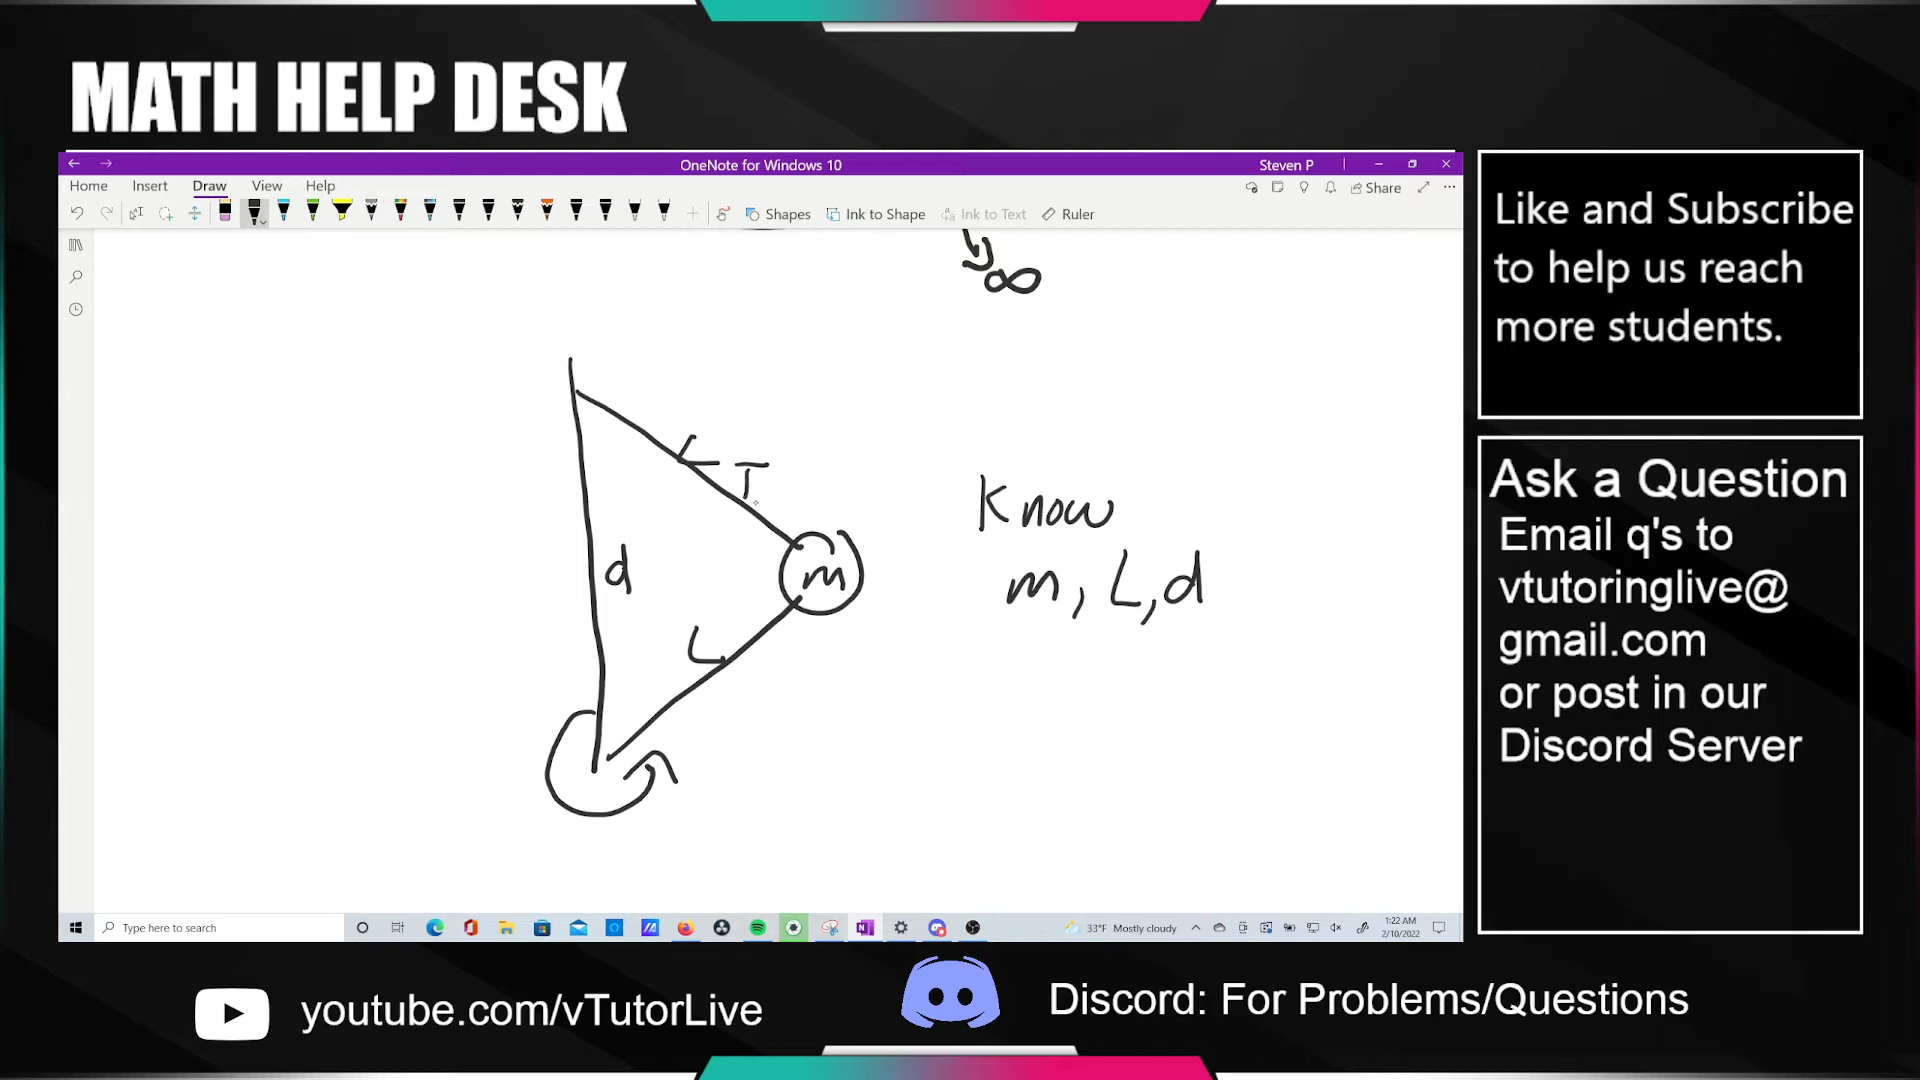 MATH HELP DESK
OneNote for Windows 10
Steven P
Home Insert Draw View Help
Share
Shapes Ink to Shape Ink to Text Ruler
∞
L T
Know
m
d
m, L, d
L
Type here to search
33°F Mostly cloudy
1:22 AM
2/10/2022
Like and Subscribe
to help us reach
more students.
Ask a Question
Email q's to
vtutoringlive@
gmail.com
or post in our
Discord Server
youtube.com/vTutorLive
Discord: For Problems/Questions